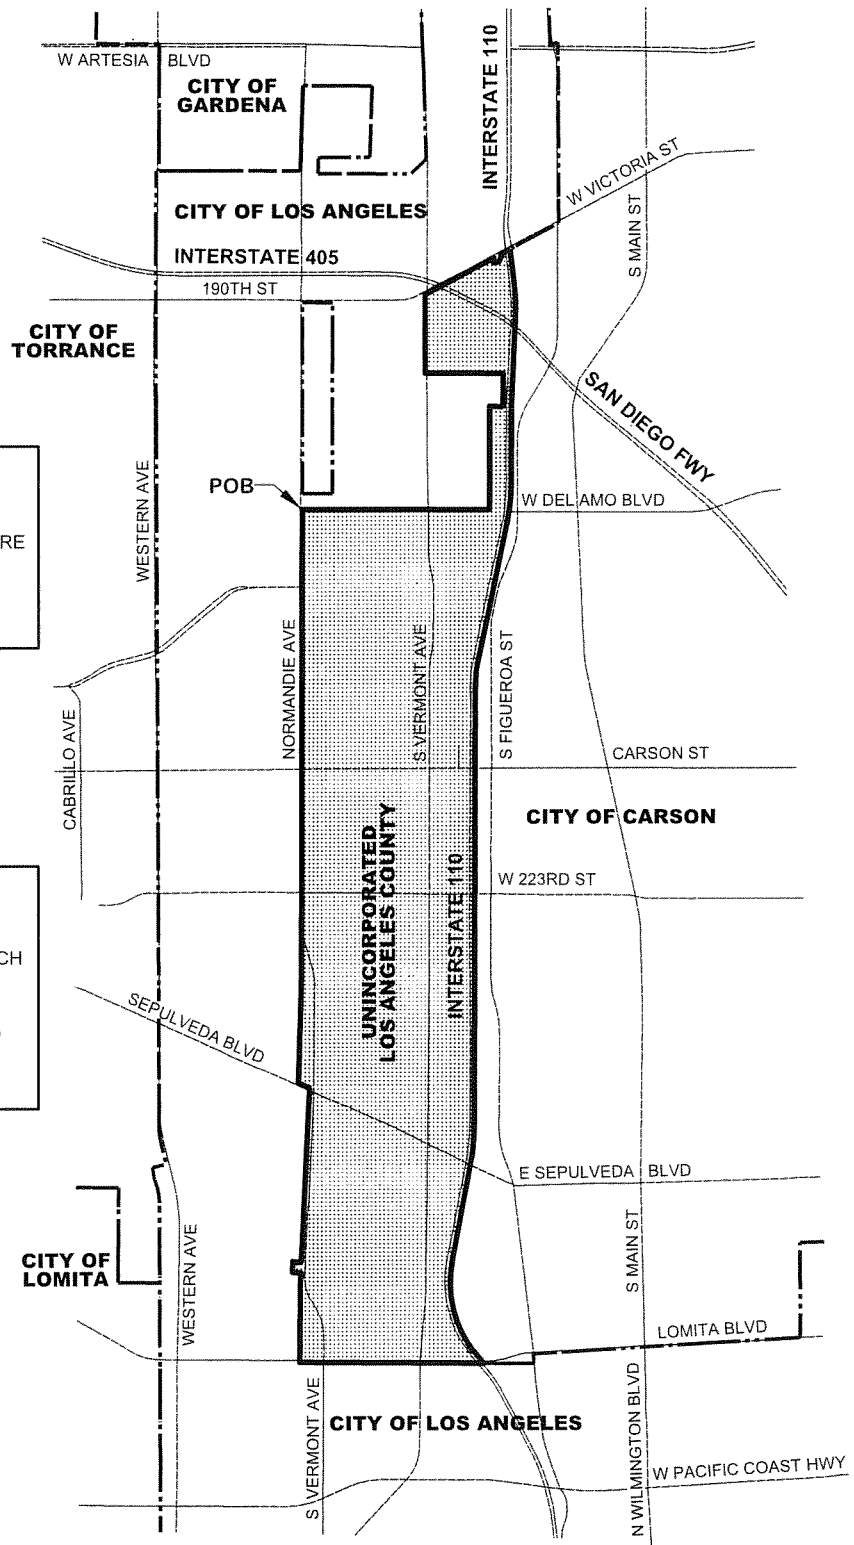 W ARTESIA BLVD
CITY OF
GARDENA
INTERSTATE 110
W VICTORIA ST
S MAIN ST
CITY OF LOS ANGELES
INTERSTATE 405
190TH ST
CITY OF
TORRANCE
SAN DIEGO FWY
WESTERN AVE
POB
W DEL AMO BLVD
RE
NORMANDIE AVE
S VERMONT AVE
S FIGUEROA ST
CABRILLO AVE
CARSON ST
CITY OF CARSON
UNINCORPORATED
LOS ANGELES COUNTY
INTERSTATE 110
W 223RD ST
CH
SEPULVEDA BLVD
E SEPULVEDA BLVD
CITY OF
LOMITA
WESTERN AVE
S MAIN ST
LOMITA BLVD
S VERMONT AVE
CITY OF LOS ANGELES
N WILMINGTON BLVD
W PACIFIC COAST HWY